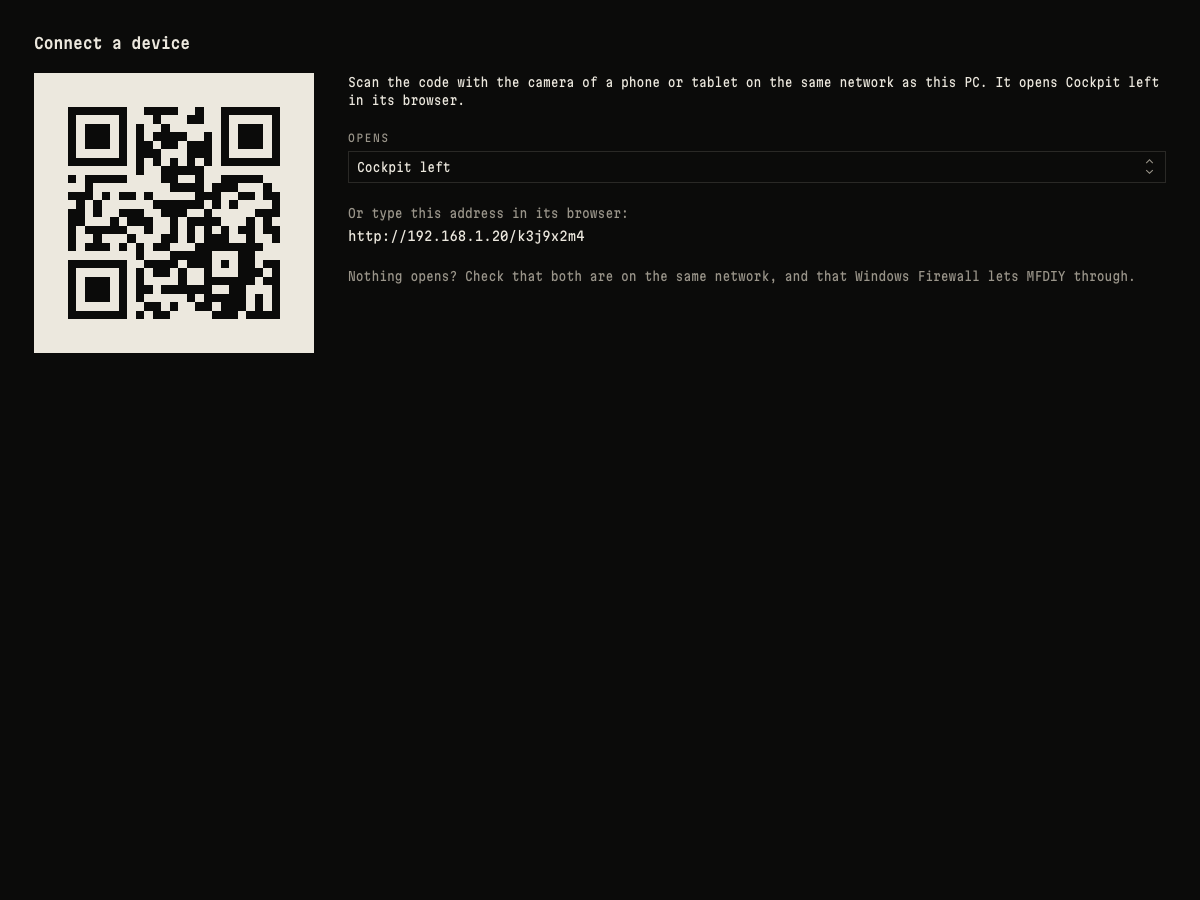 Connect a device
Scan the code with the camera of a phone or tablet on the same network as this PC. It opens Cockpit left
in its browser.
OPENS
Cockpit left
Or type this address in its browser:
http://192.168.1.20/k3j9x2m4
Nothing opens? Check that both are on the same network, and that Windows Firewall lets MFDIY through.